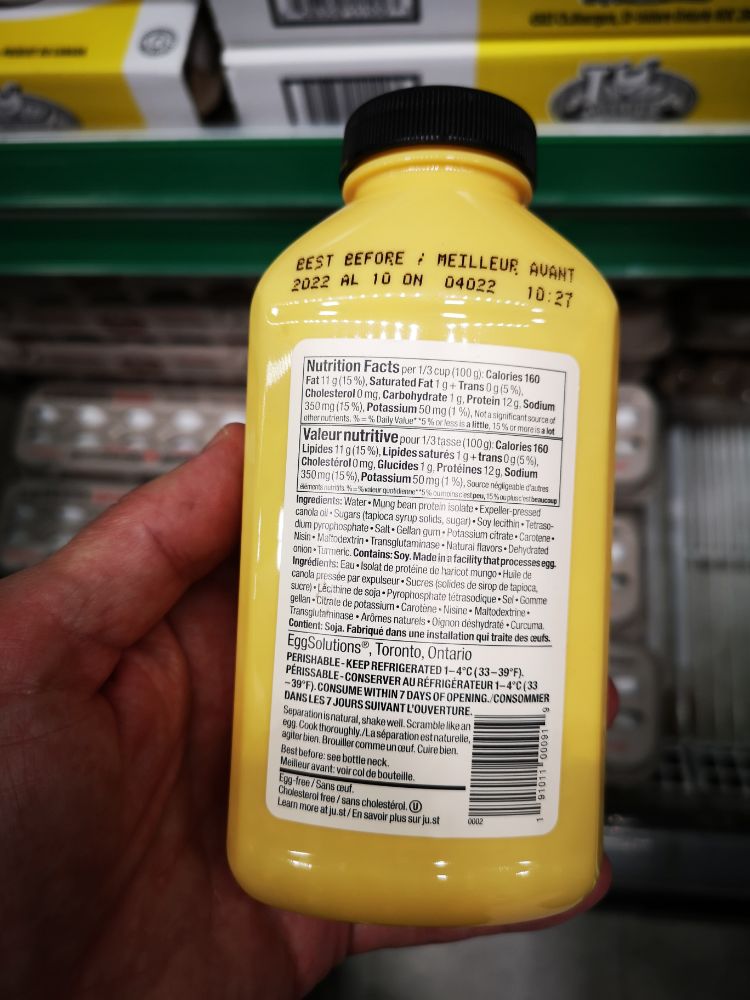 BEST BEFORE / MEILLEUR AVANT
2022 AL 10 ON 04022 10:27
Nutrition Facts per 1/3 cup (100 g): Calories 160
Fat 11 g (15 %), Saturated Fat 1 g + Trans 0 g (5 %),
Cholesterol 0 mg, Carbohydrate 1 g, Protein 12 g, Sodium
350 mg (15 %), Potassium 50 mg (1 %), Not a significant source of
other nutrients. % = % Daily Value* *5 % or less is a little, 15 % or more is a lot
Valeur nutritive pour 1/3 tasse (100 g): Calories 160
Lipides 11 g (15 %), Lipides saturés 1 g + trans 0 g (5 %),
Cholestérol 0 mg, Glucides 1 g, Protéines 12 g, Sodium
350 mg (15 %), Potassium 50 mg (1 %), Source négligeable d'autres
éléments nutritifs. % = % valeur quotidienne* *5 % ou moins c'est peu, 15 % ou plus c'est beaucoup
Ingredients: Water • Mung bean protein isolate • Expeller-pressed
canola oil • Sugars (tapioca syrup solids, sugar) • Soy lecithin • Tetraso-
dium pyrophosphate • Salt • Gellan gum • Potassium citrate • Carotene •
Nisin • Maltodextrin • Transglutaminase • Natural flavors • Dehydrated
onion • Turmeric. Contains: Soy. Made in a facility that processes egg.
Ingrédients: Eau • Isolat de protéine de haricot mungo • Huile de
canola pressée par expulseur • Sucres (solides de sirop de tapioca,
sucre) • Lécithine de soja • Pyrophosphate tétrasodique • Sel • Gomme
gellan • Citrate de potassium • Carotène • Nisine • Maltodextrine •
Transglutaminase • Arômes naturels • Oignon déshydraté • Curcuma.
Contient: Soja. Fabriqué dans une installation qui traite des œufs.
EggSolutions®, Toronto, Ontario
PERISHABLE - KEEP REFRIGERATED 1–4°C (33–39°F).
PÉRISSABLE - CONSERVER AU RÉFRIGÉRATEUR 1–4°C (33
–39°F). CONSUME WITHIN 7 DAYS OF OPENING./CONSOMMER
DANS LES 7 JOURS SUIVANT L'OUVERTURE.
Separation is natural, shake well. Scramble like an
egg. Cook thoroughly./La séparation est naturelle,
agiter bien. Brouiller comme un œuf. Cuire bien.
Best before: see bottle neck.
Meilleur avant: voir col de bouteille.
Egg-free / Sans œuf.
Cholesterol free / sans cholestérol. U
Learn more at ju.st / En savoir plus sur ju.st
0002
1 91011 00091 9